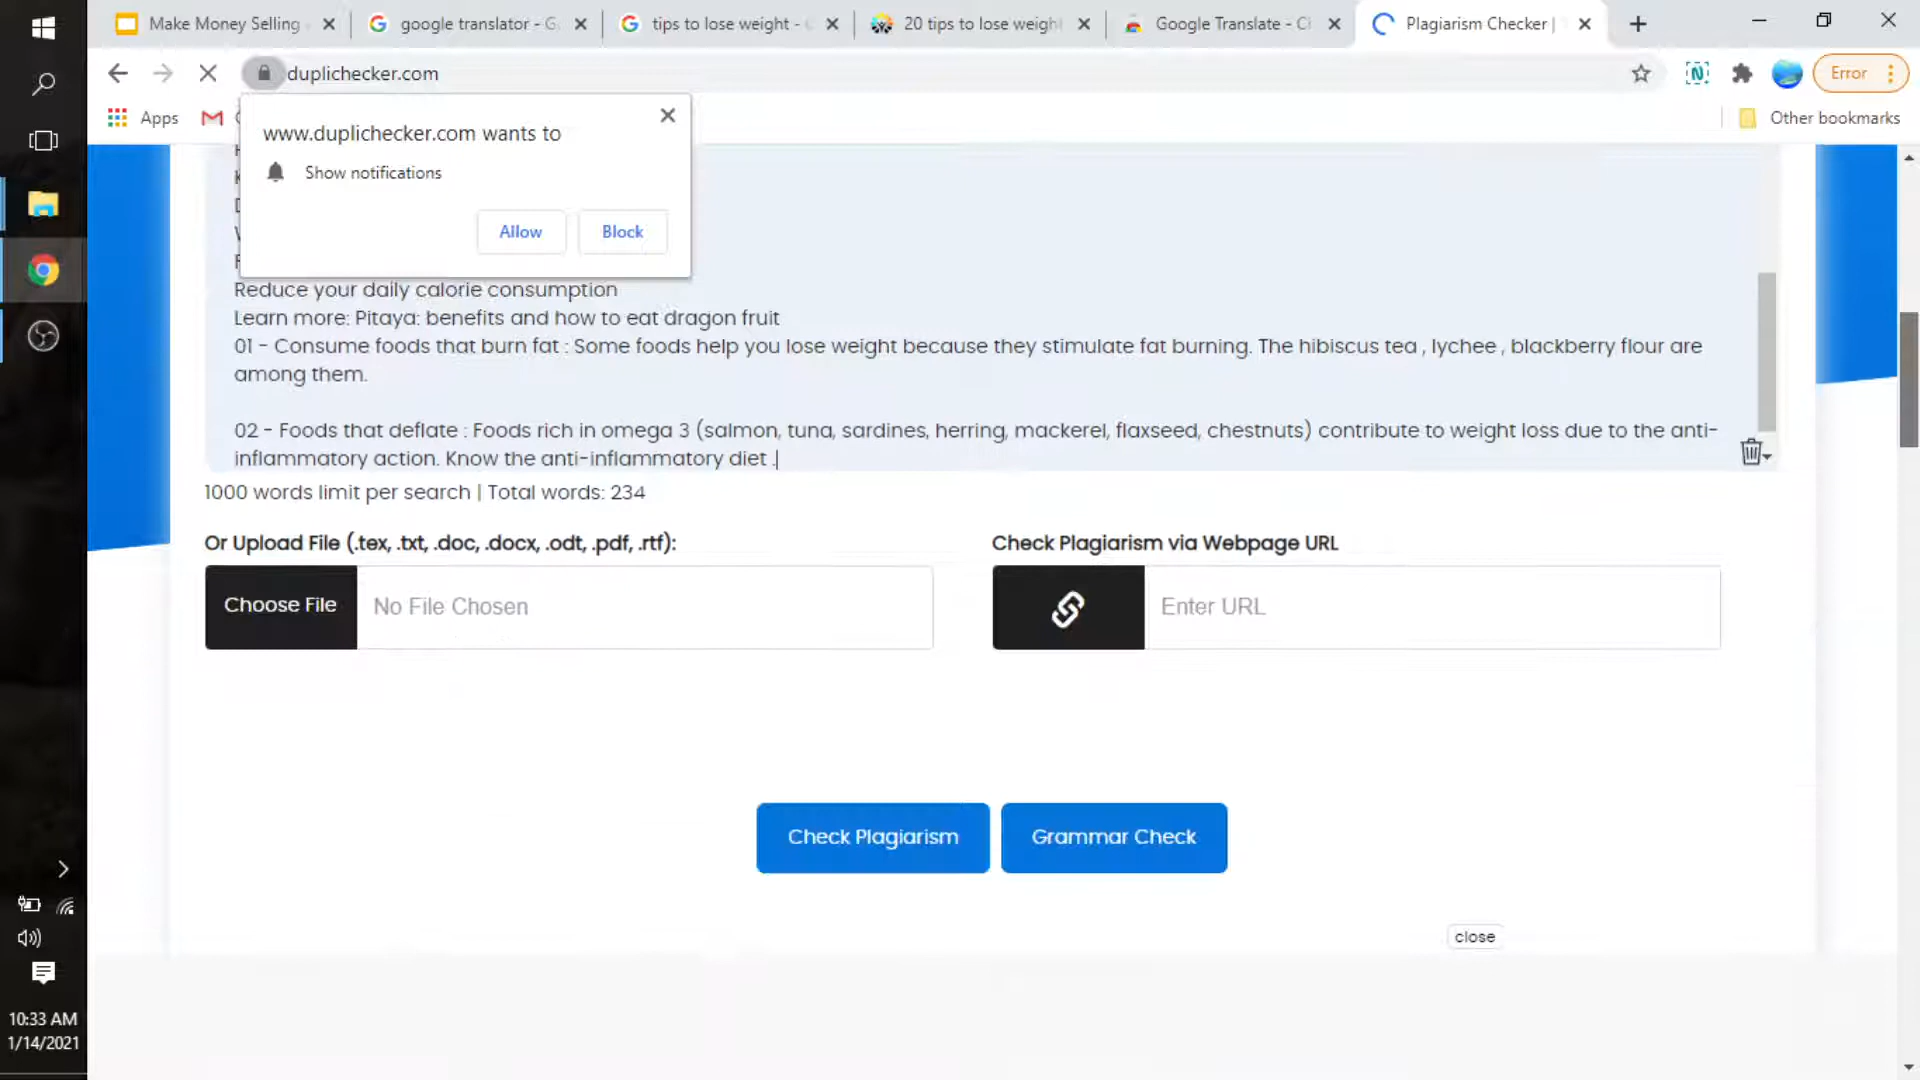 Make Money Selling
google translator - G
tips to lose weight -
20 tips to lose weigh
Google Translate - C
Plagiarism Checker |
duplichecker.com
Error
Apps
Other bookmarks
www.duplichecker.com wants to
Show notifications
Allow
Block
Reduce your daily calorie consumption
Learn more: Pitaya: benefits and how to eat dragon fruit
01 - Consume foods that burn fat : Some foods help you lose weight because they stimulate fat burning. The hibiscus tea , lychee , blackberry flour are
among them.
02 - Foods that deflate : Foods rich in omega 3 (salmon, tuna, sardines, herring, mackerel, flaxseed, chestnuts) contribute to weight loss due to the anti-
inflammatory action. Know the anti-inflammatory diet .
1000 words limit per search | Total words: 234
Or Upload File (.tex, .txt, .doc, .docx, .odt, .pdf, .rtf):
Check Plagiarism via Webpage URL
Choose File
No File Chosen
Enter URL
Check Plagiarism
Grammar Check
close
10:33 AM
1/14/2021